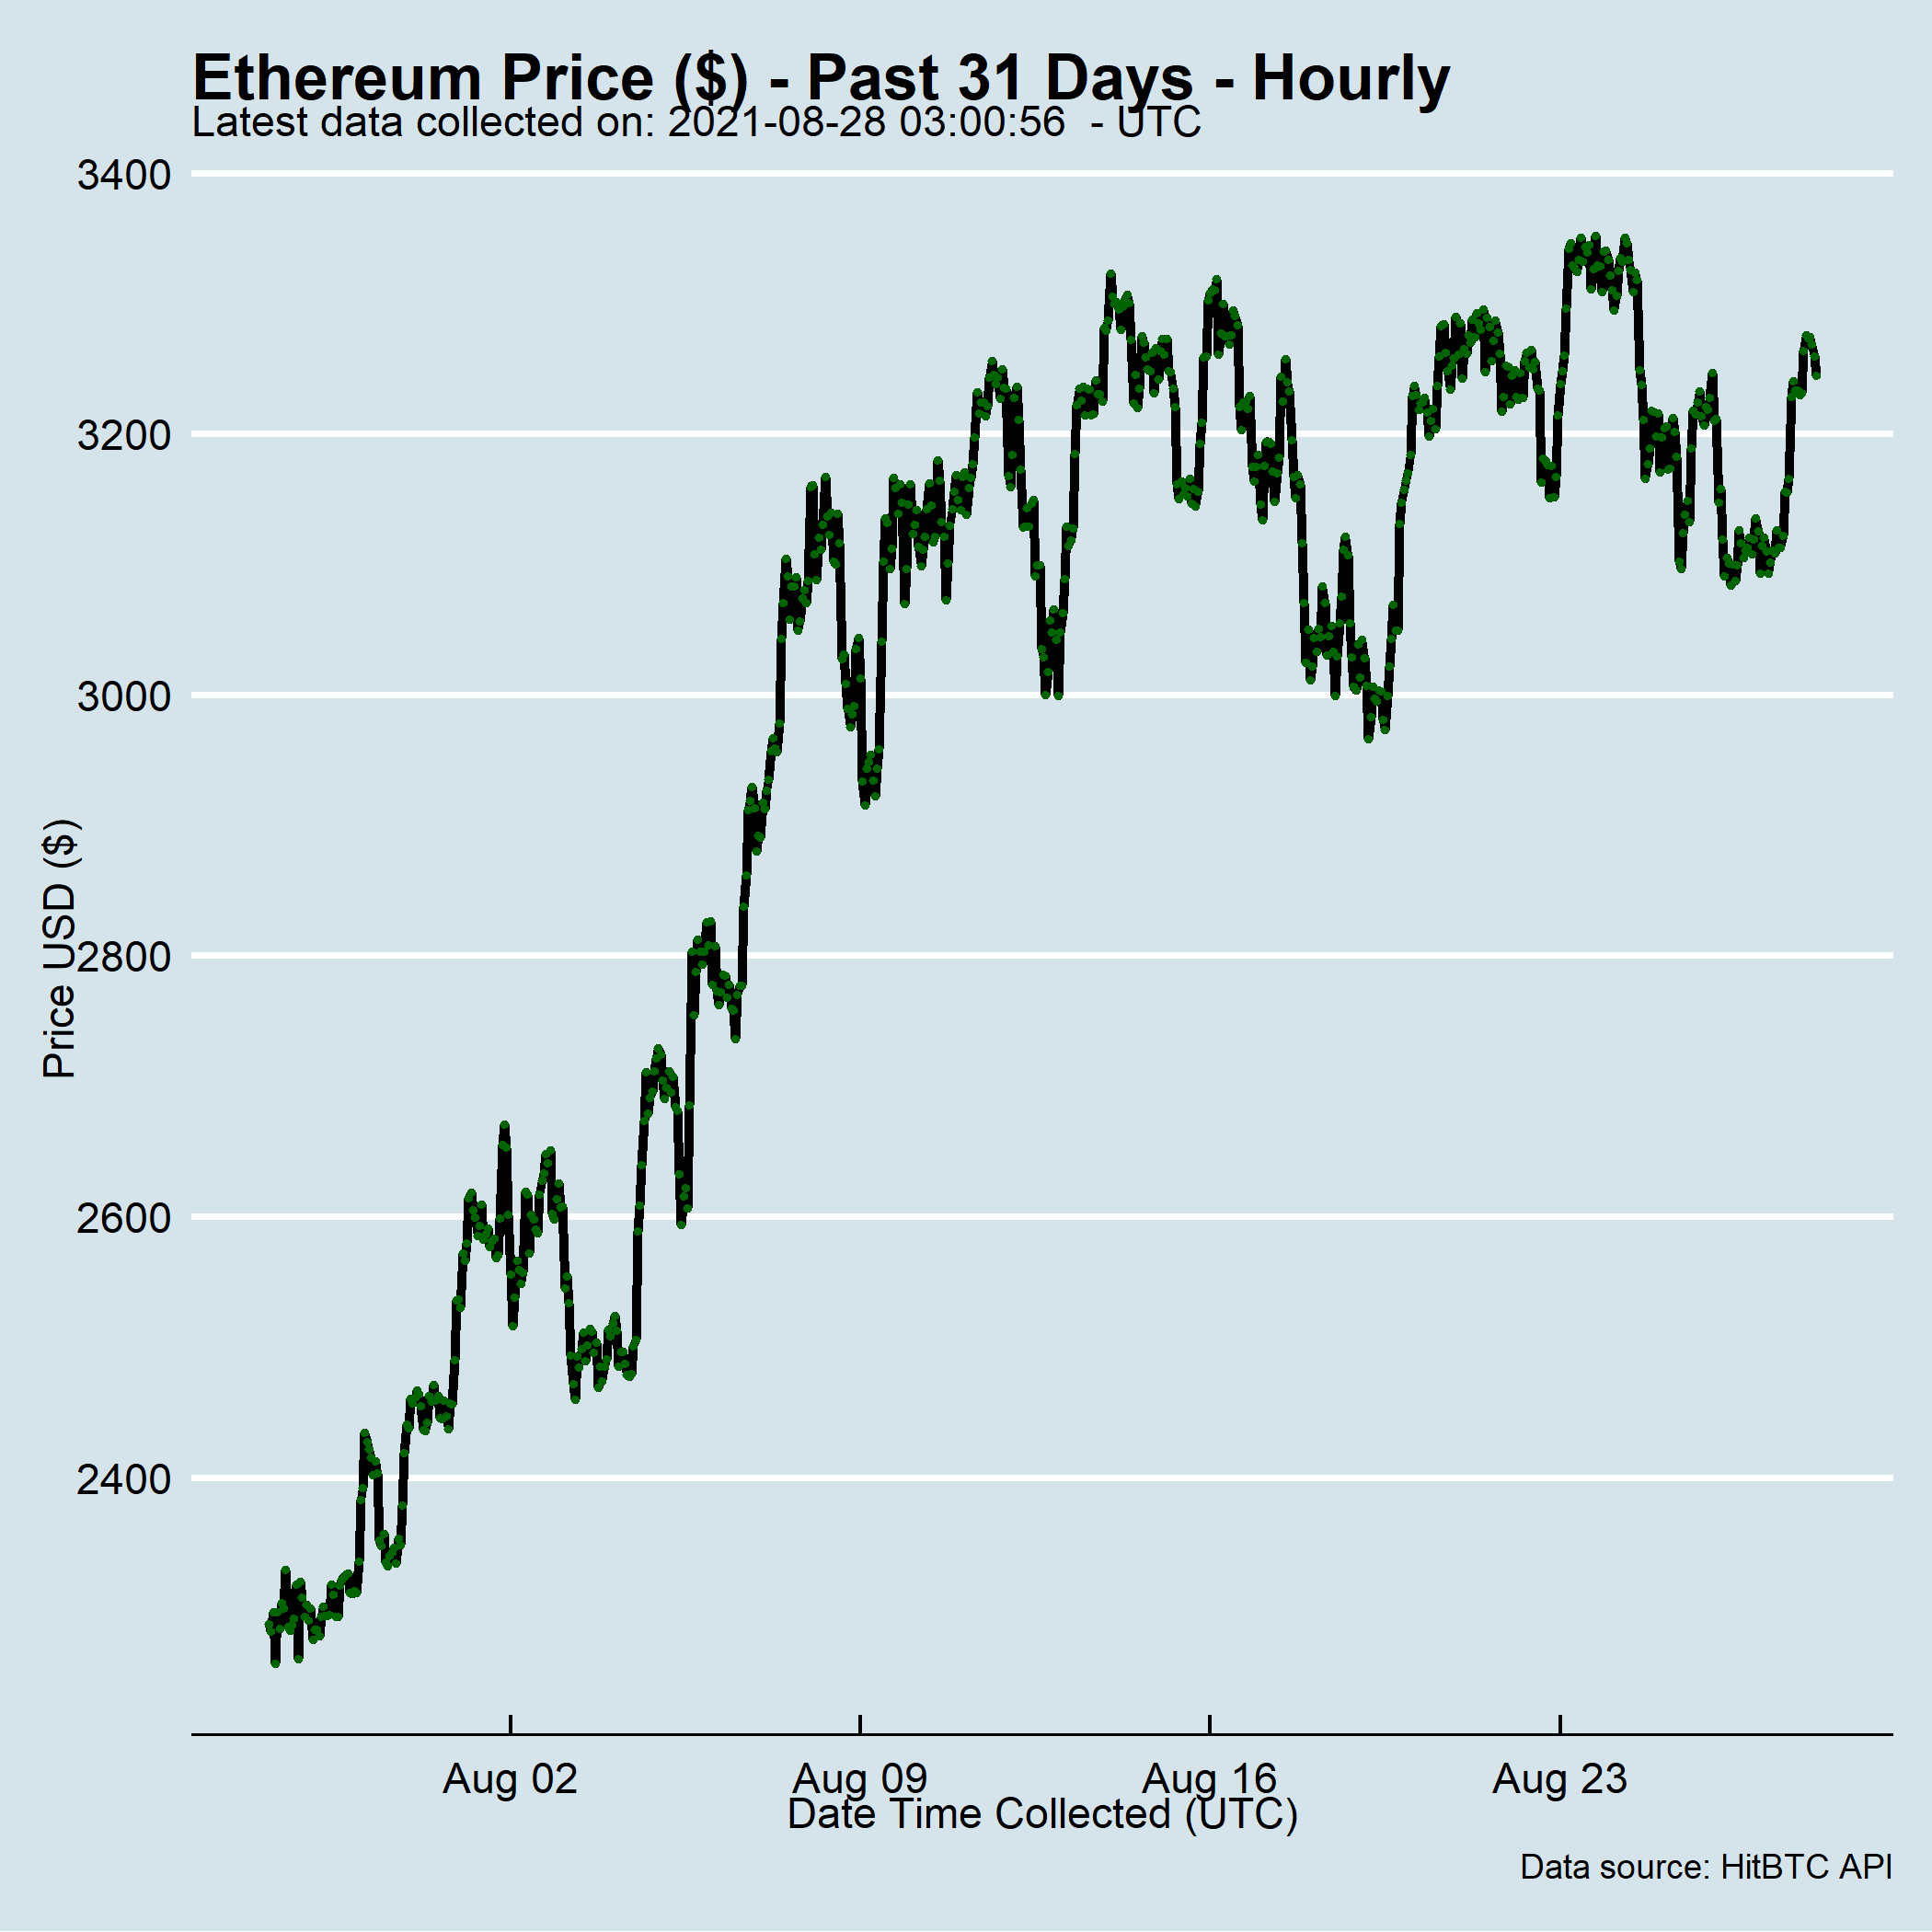 Ethereum Price ($) - Past 31 Days - Hourly
Latest data collected on: 2021-08-28 03:00:56  - UTC
3400
3200
3000
2800
2600
2400
Price USD ($)
Aug 02
Aug 09
Aug 16
Aug 23
Date Time Collected (UTC)
Data source: HitBTC API